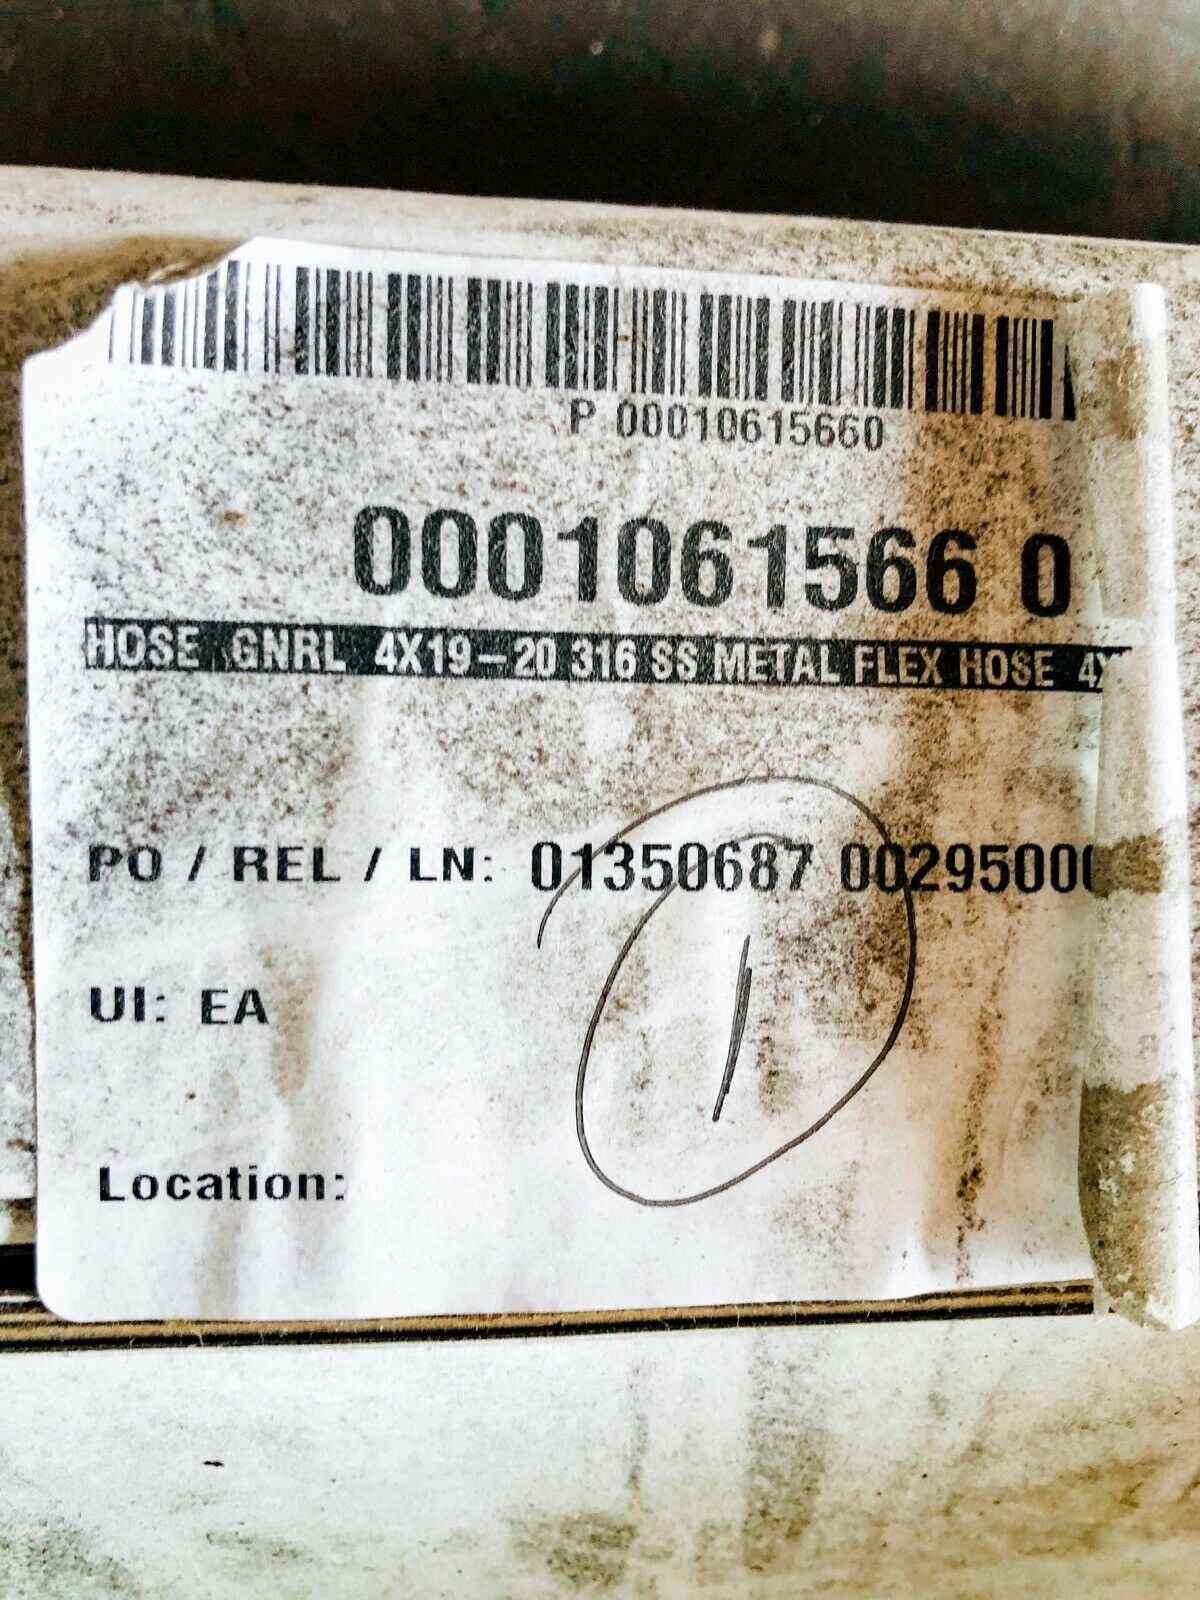 P 00010615660
0001061566 0
HOSE GNRL 4X19-20 316 SS METAL FLEX HOSE 4X
PO / REL / LN: 01350687 00295000
UI: EA
1
Location: